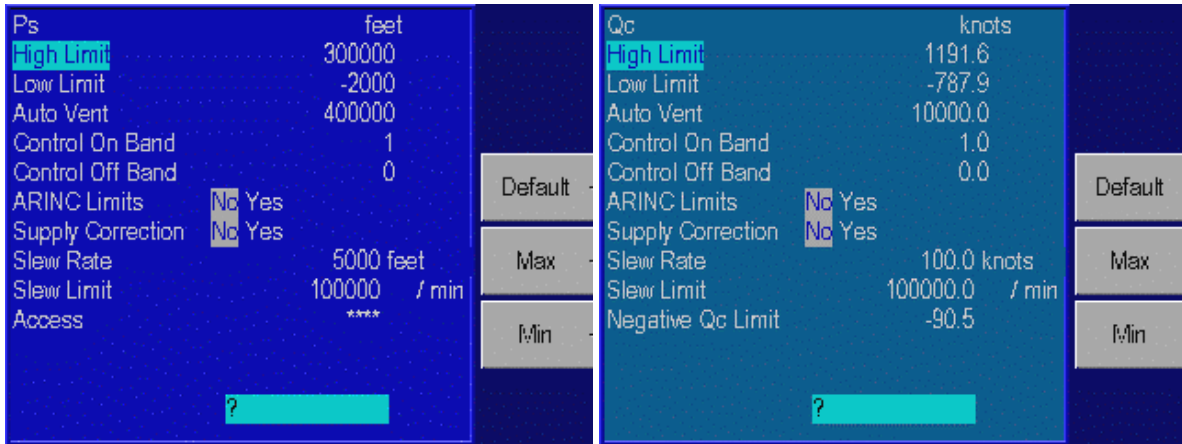 Ps feet
High Limit 300000
Low Limit -2000
Auto Vent 400000
Control On Band 1
Control Off Band 0
ARINC Limits No Yes
Supply Correction No Yes
Slew Rate 5000 feet
Slew Limit 100000 / min
Access ****
?
Default
Max
Min
Qc knots
High Limit 1191.6
Low Limit -787.9
Auto Vent 10000.0
Control On Band 1.0
Control Off Band 0.0
ARINC Limits No Yes
Supply Correction No Yes
Slew Rate 100.0 knots
Slew Limit 100000.0 / min
Negative Qc Limit -90.5
?
Default
Max
Min